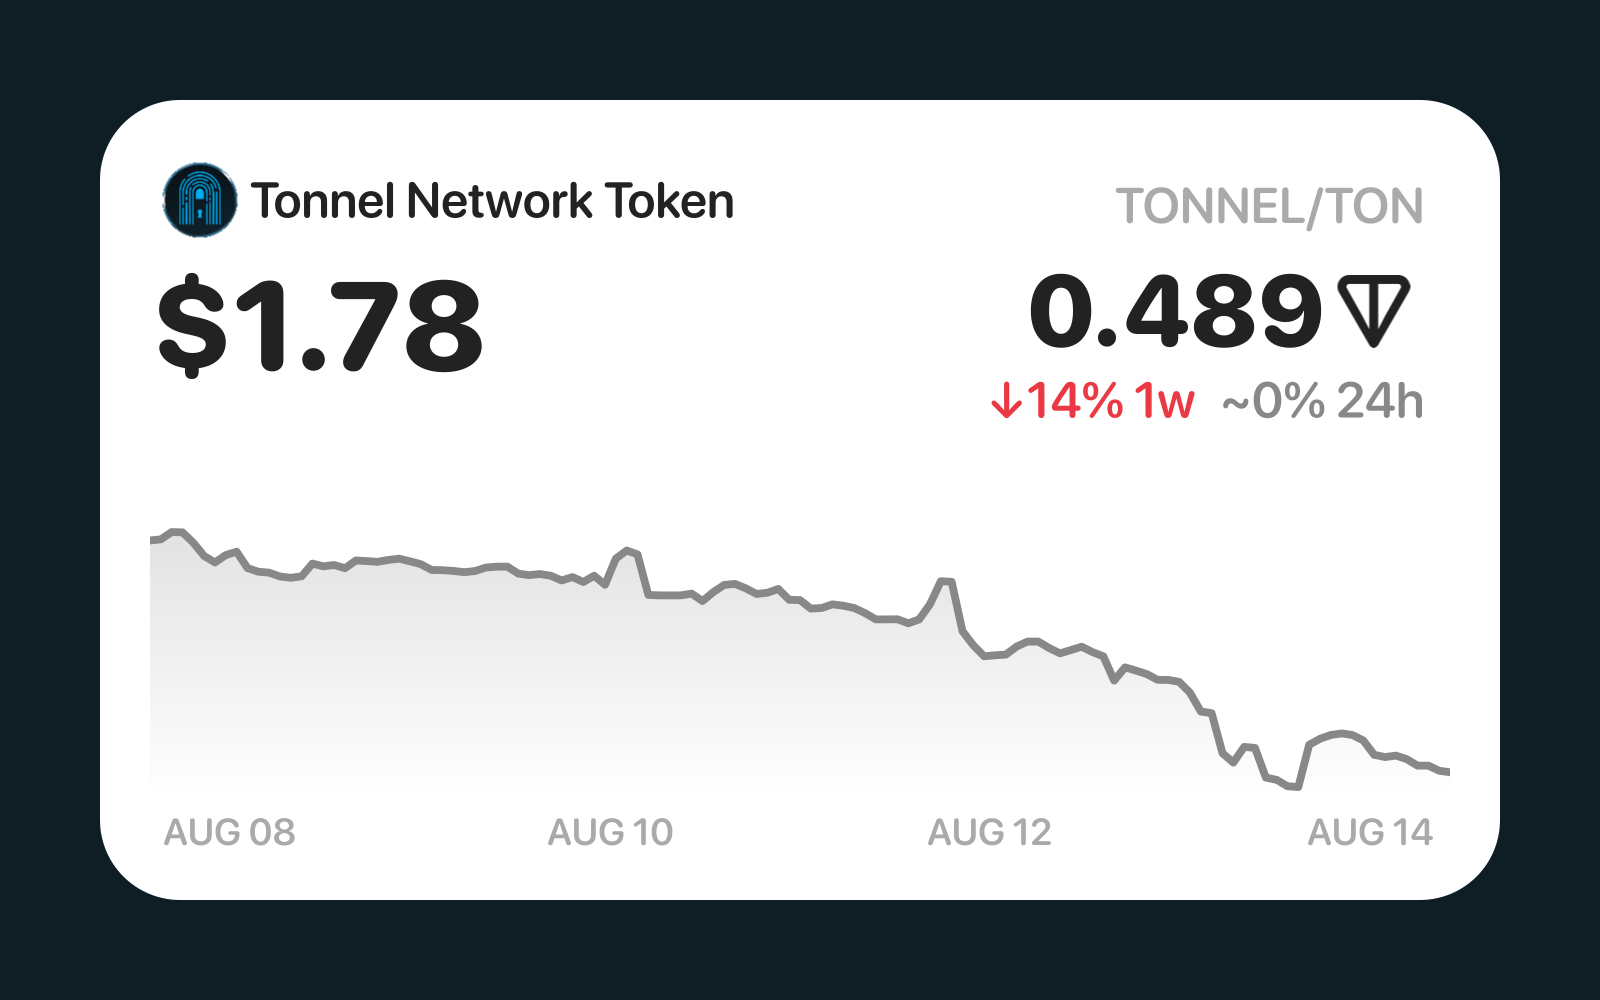 Tonnel Network Token
TONNEL/TON
$1.78
0.489
↓14% 1w ~0% 24h
AUG 08
AUG 10
AUG 12
AUG 14